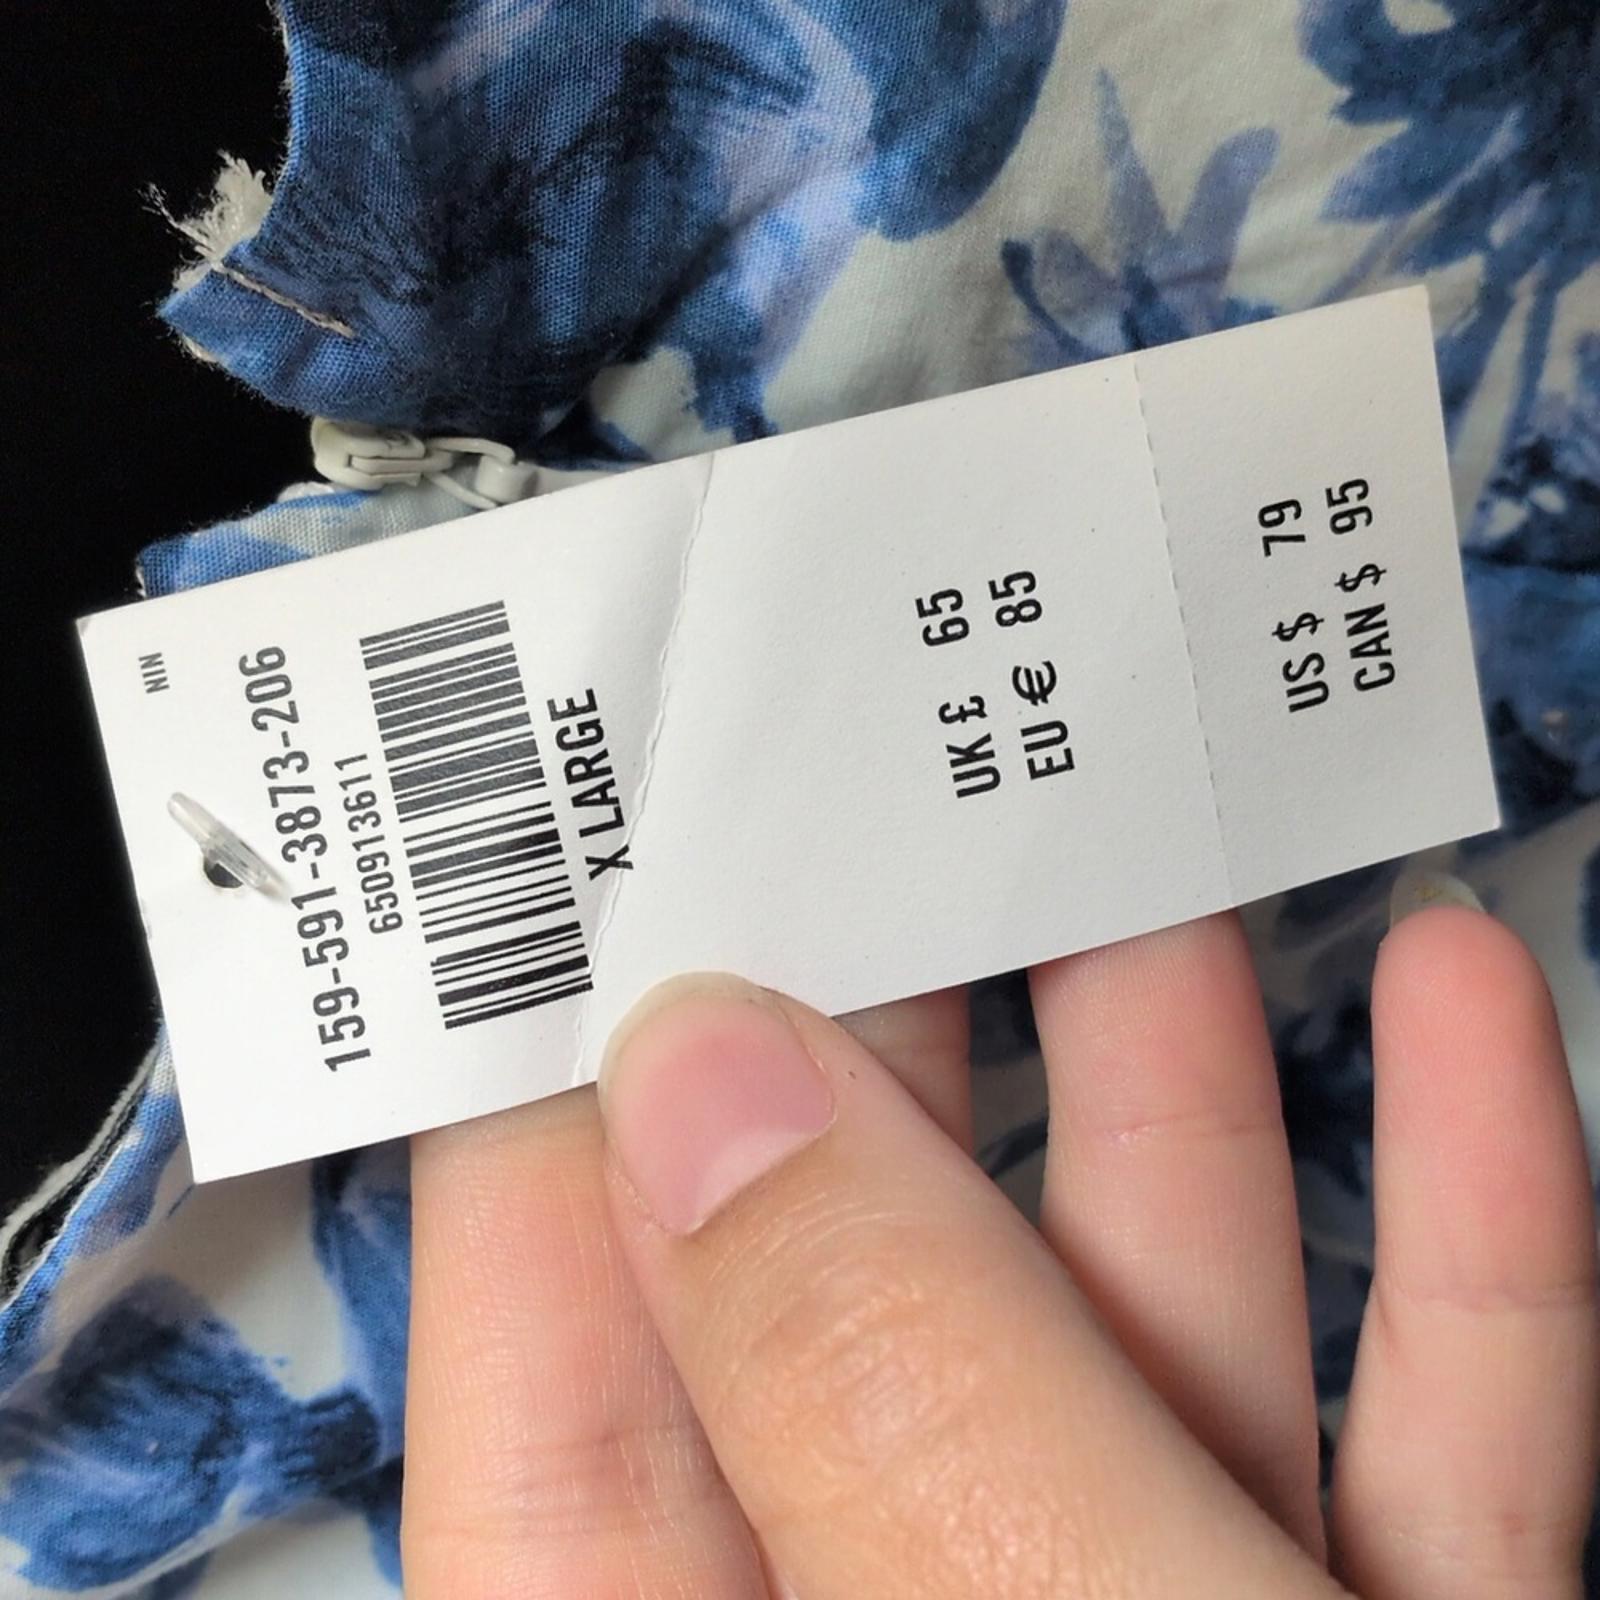 NIN
159-591-3873-206
650913611
X LARGE
UK £ 65
EU € 85
US $ 79
CAN $ 95